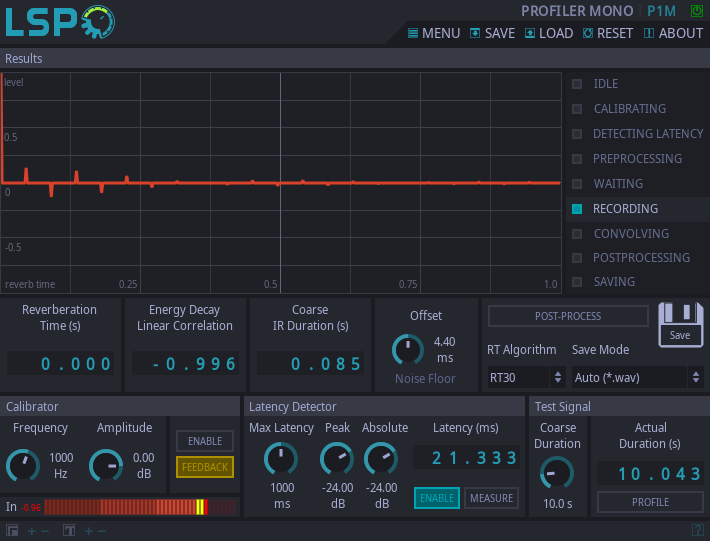 LSP
PROFILER MONO P1M
MENU SAVE LOAD RESET ABOUT
Results
level
0.5
0
-0.5
reverb time 0.25 0.5 0.75 1.0
IDLE
CALIBRATING
DETECTING LATENCY
PREPROCESSING
WAITING
RECORDING
CONVOLVING
POSTPROCESSING
SAVING
Reverberation
Time (s)
0.000
Energy Decay
Linear Correlation
-0.996
Coarse
IR Duration (s)
0.085
Offset
4.40
ms
Noise Floor
POST-PROCESS
Save
RT Algorithm Save Mode
RT30 Auto (*.wav)
Calibrator
Frequency Amplitude
1000
Hz
0.00
dB
ENABLE
FEEDBACK
In -0.96
Latency Detector
Max Latency Peak Absolute Latency (ms)
21.333
1000
ms
-24.00
dB
-24.00
dB
ENABLE MEASURE
Test Signal
Coarse
Duration
10.0 s
Actual
Duration (s)
10.043
PROFILE